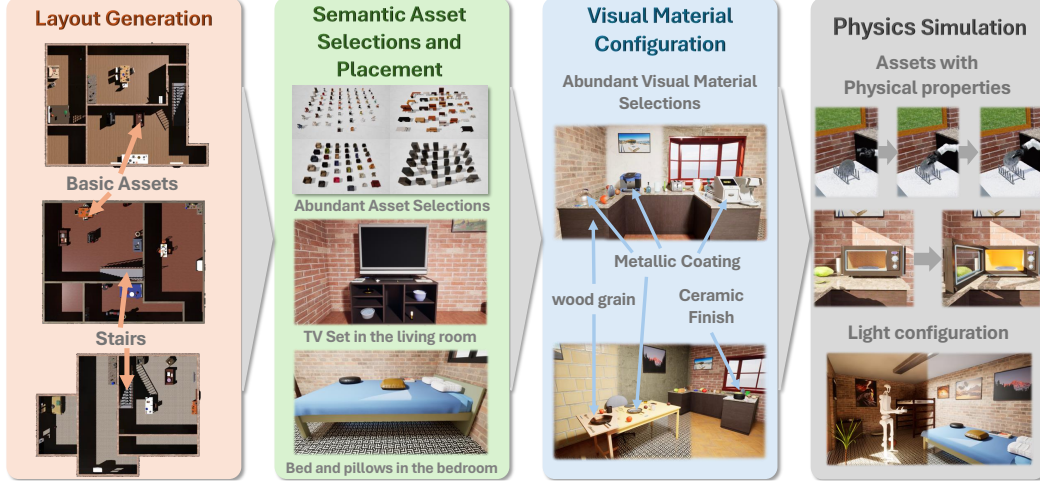 Layout Generation
Basic Assets
Stairs
Semantic Asset
Selections and
Placement
Abundant Asset Selections
TV Set in the living room
Bed and pillows in the bedroom
Visual Material
Configuration
Abundant Visual Material
Selections
Metallic Coating
wood grain
Ceramic
Finish
Physics Simulation
Assets with
Physical properties
Light configuration